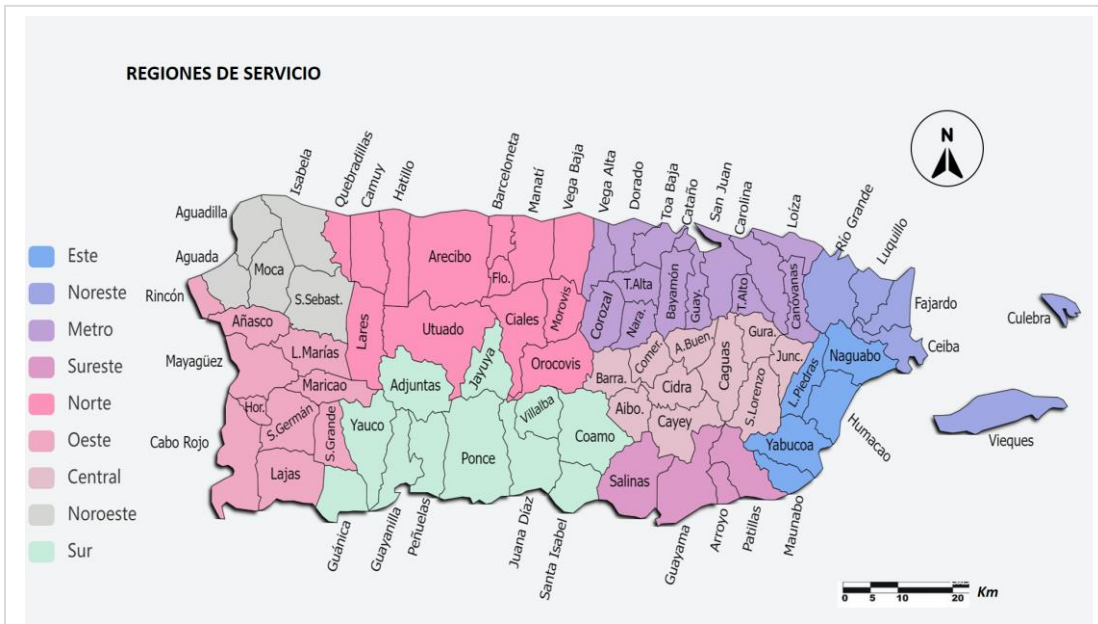 REGIONES DE SERVICIO
N
Isabela
Quebradillas
Camuy
Hatillo
Barceloneta
Manatí
Vega Baja
Vega Alta
Dorado
Toa Baja
Cataño
San Juan
Carolina
Loíza
Río Grande
Luquillo
Aguadilla
Aguada
Rincón
Mayagüez
Cabo Rojo
Este
Noreste
Metro
Sureste
Norte
Oeste
Central
Noroeste
Sur
Moca
S.Sebast.
Añasco
L.Marías
Maricao
Hor.
S.Germán
S.Grande
Lajas
Lares
Arecibo
Flo.
Utuado
Ciales
Morovis
Orocovis
Jayuya
Adjuntas
Yauco
Ponce
Villalba
Coamo
Corozal
T.Alta
Nara.
Bayamón
Guay.
T.Alto
Canóvanas
Barra.
Comer.
A.Buen.
Caguas
Gura.
Junc.
Cidra
Aibo.
Cayey
S.Lorenzo
L.Piedras
Naguabo
Yabucoa
Salinas
Fajardo
Ceiba
Culebra
Vieques
Humacao
Guánica
Guayanilla
Peñuelas
Juana Díaz
Santa Isabel
Guayama
Arroyo
Patillas
Maunabo
0 5 10 20 Km